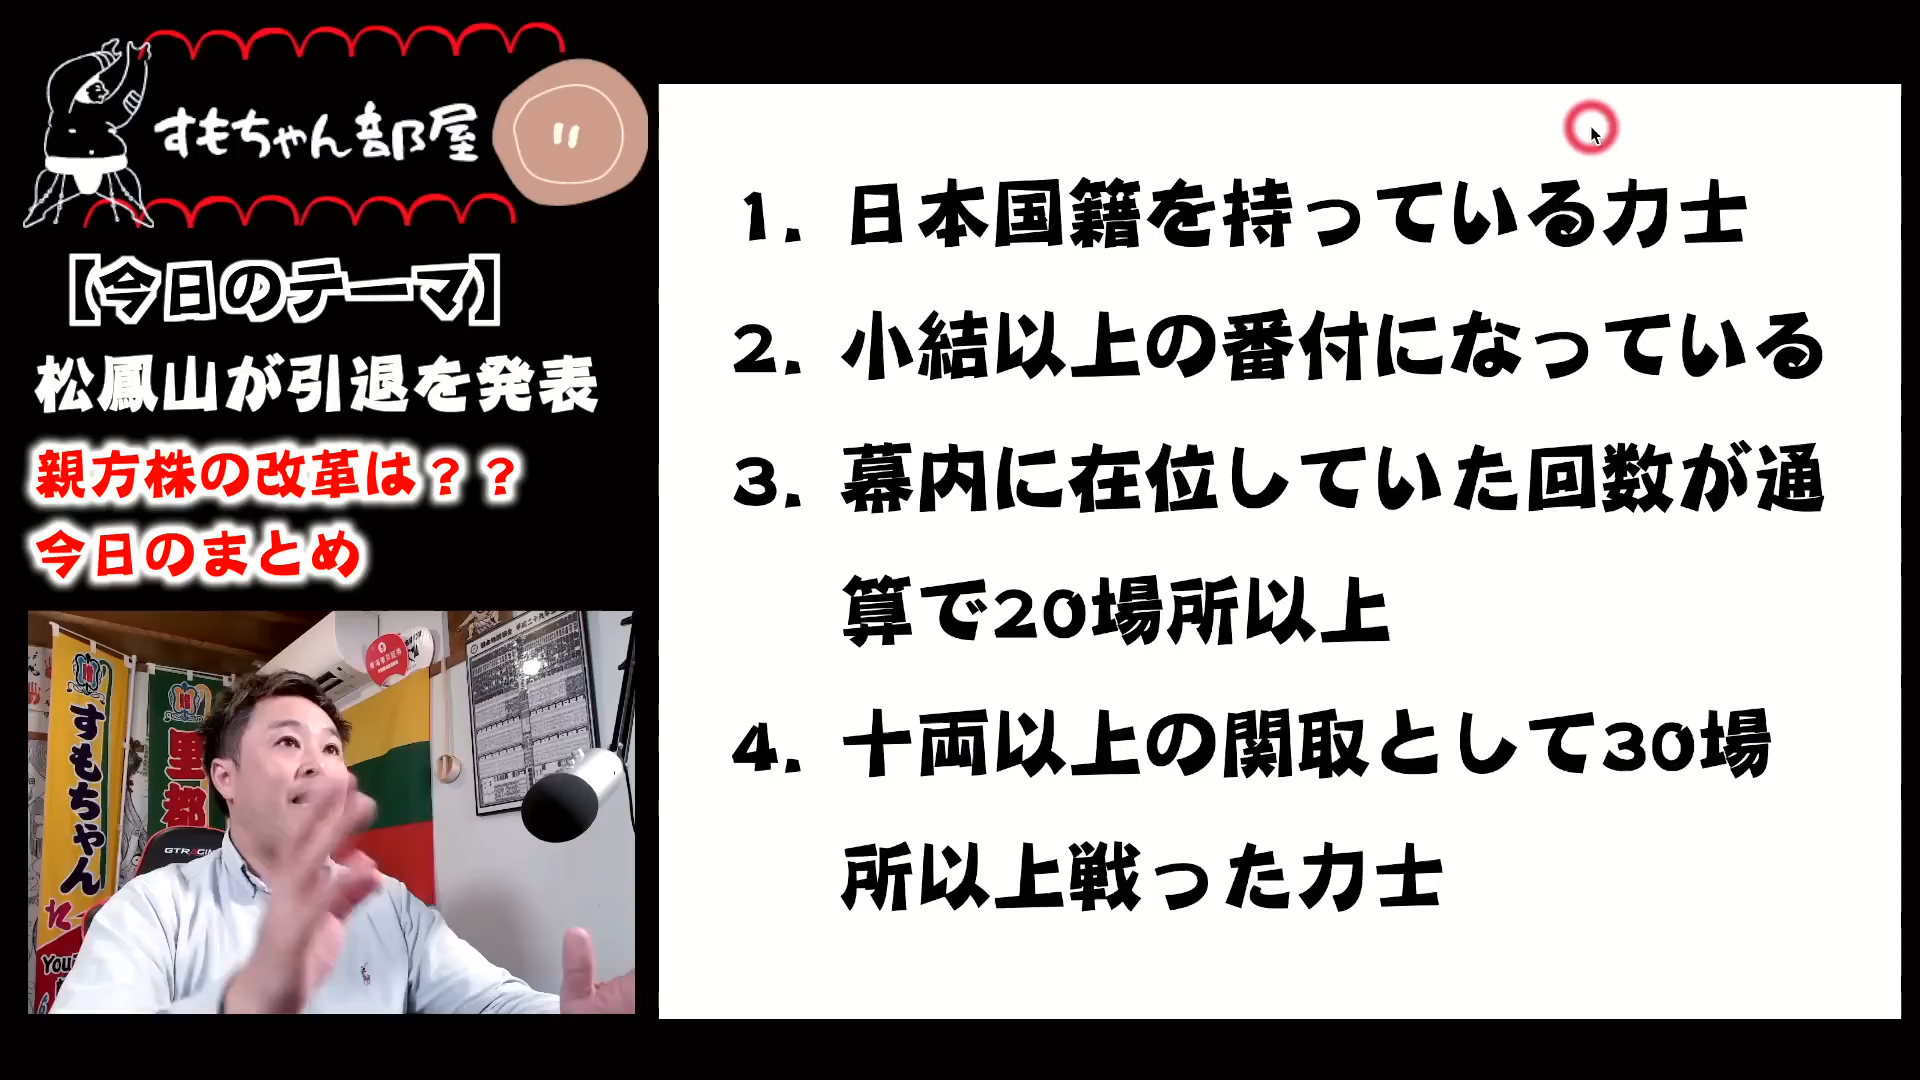 すもちゃん部屋
【今日のテーマ】
松鳳山が引退を発表
親方株の改革は？？
今日のまとめ
1. 日本国籍を持っている力士
2. 小結以上の番付になっている
3. 幕内に在位していた回数が通
算で20場所以上
4. 十両以上の関取として30場
所以上戦った力士
すもちゃん
里都
GTRACIN
You